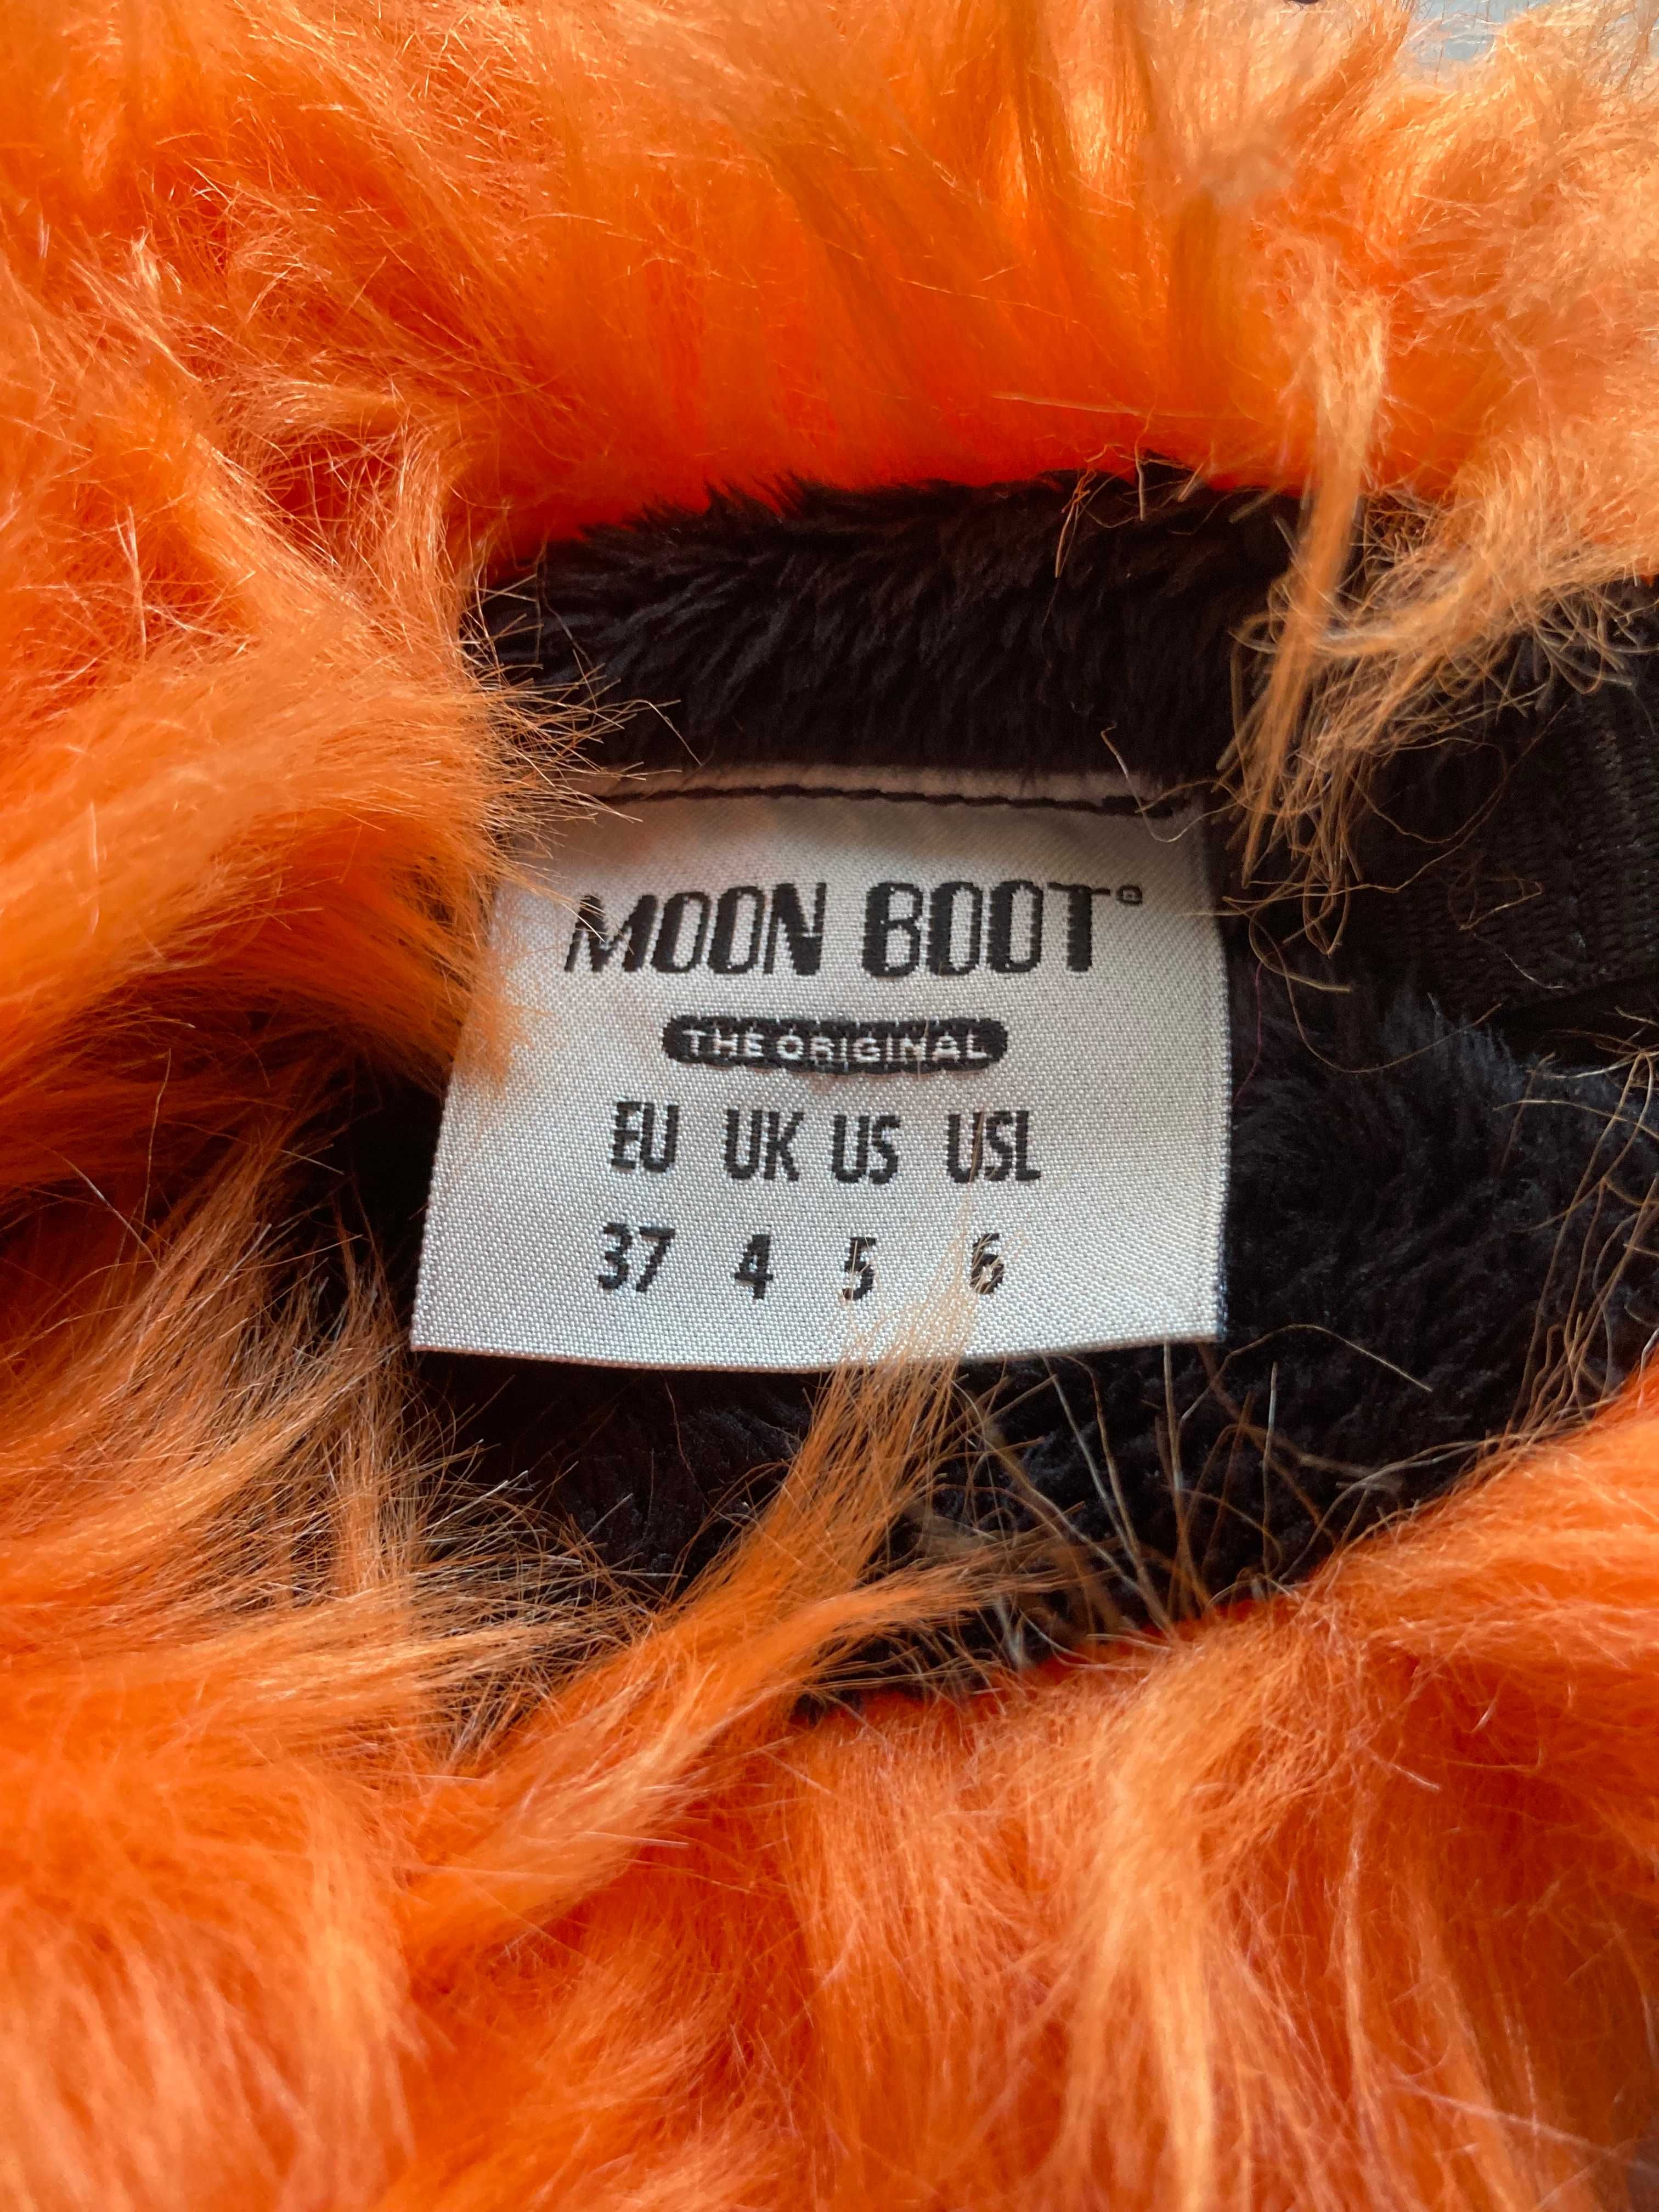 MOON BOOT®
THE ORIGINAL
EU UK US USL
37 4 5 6